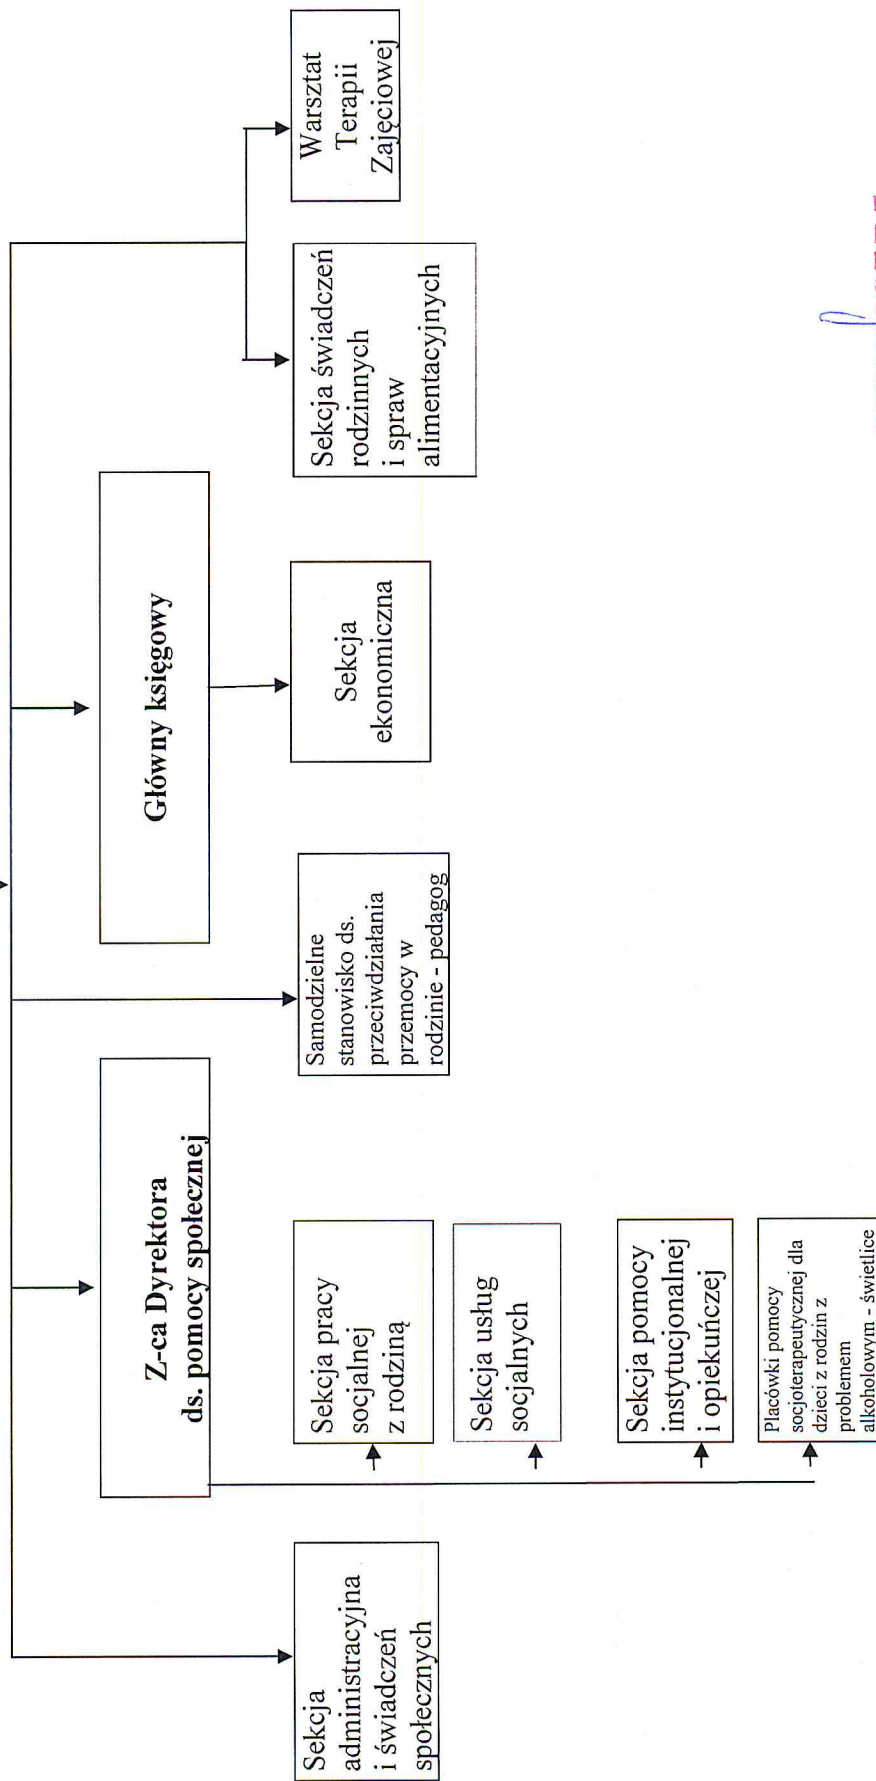 Z-ca Dyrektora
ds. pomocy społecznej
Główny księgowy
Sekcja
administracyjna
i świadczeń
społecznych
Sekcja pracy
socjalnej
z rodziną
Sekcja usług
socjalnych
Sekcja pomocy
instytucjonalnej
i opiekuńczej
Placówki pomocy
socjoterapeutycznej dla
dzieci z rodzin z
problemem
alkoholowym - świetlice
Samodzielne
stanowisko ds.
przeciwdziałania
przemocy w
rodzinie - pedagog
Sekcja
ekonomiczna
Sekcja świadczeń
rodzinnych
i spraw
alimentacyjnych
Warsztat
Terapii
Zajęciowej